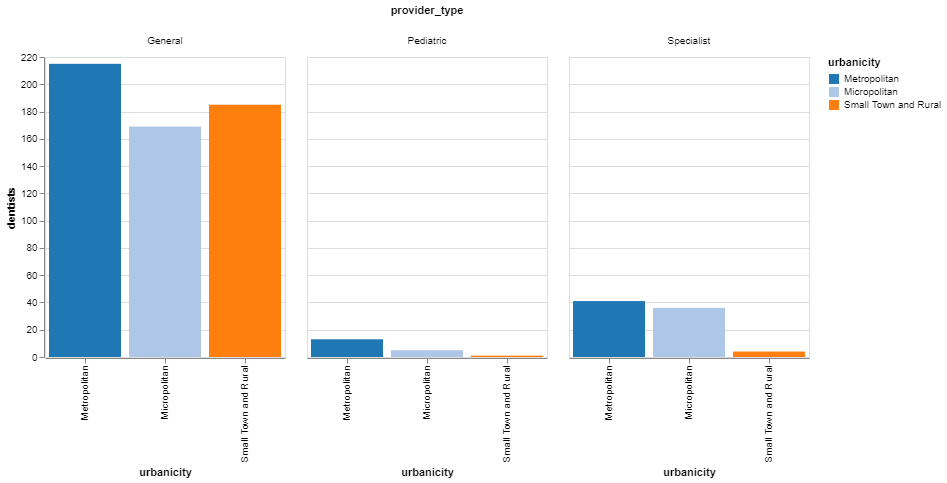 provider_type
General
Pediatric
Specialist
urbanicity
Metropolitan
Micropolitan
Small Town and Rural
dentists
220
200
180
160
140
120
100
80
60
40
20
0
Metropolitan
Micropolitan
Small Town and Rural
Metropolitan
Micropolitan
Small Town and Rural
Metropolitan
Micropolitan
Small Town and Rural
urbanicity
urbanicity
urbanicity